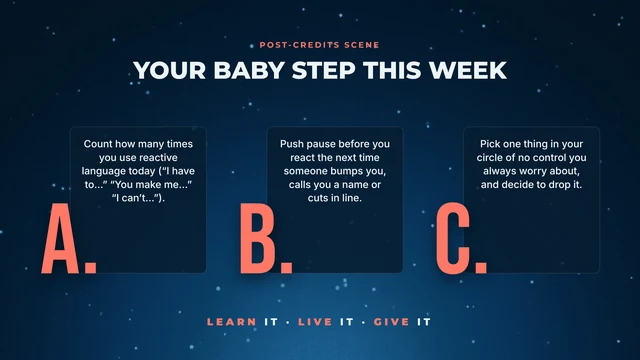 POST-CREDITS SCENE
YOUR BABY STEP THIS WEEK
A.
Count how many times
you use reactive
language today (“I have
to...” “You make me...”
“I can’t...”).
B.
Push pause before you
react the next time
someone bumps you,
calls you a name or
cuts in line.
C.
Pick one thing in your
circle of no control you
always worry about,
and decide to drop it.
LEARN IT · LIVE IT · GIVE IT